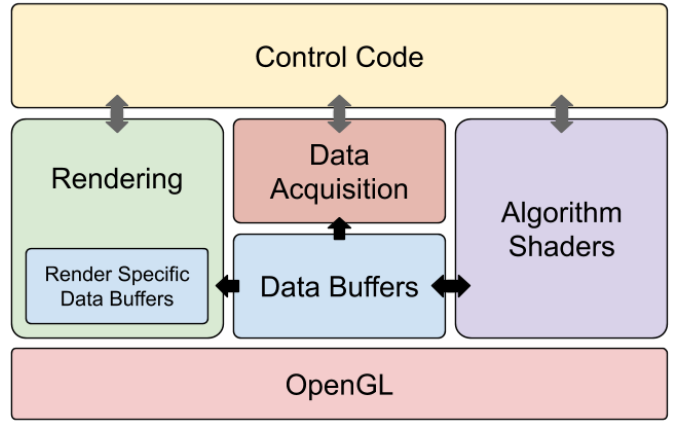 Control Code
Rendering
Data
Acquisition
Algorithm
Shaders
Render Specific
Data Buffers
Data Buffers
OpenGL